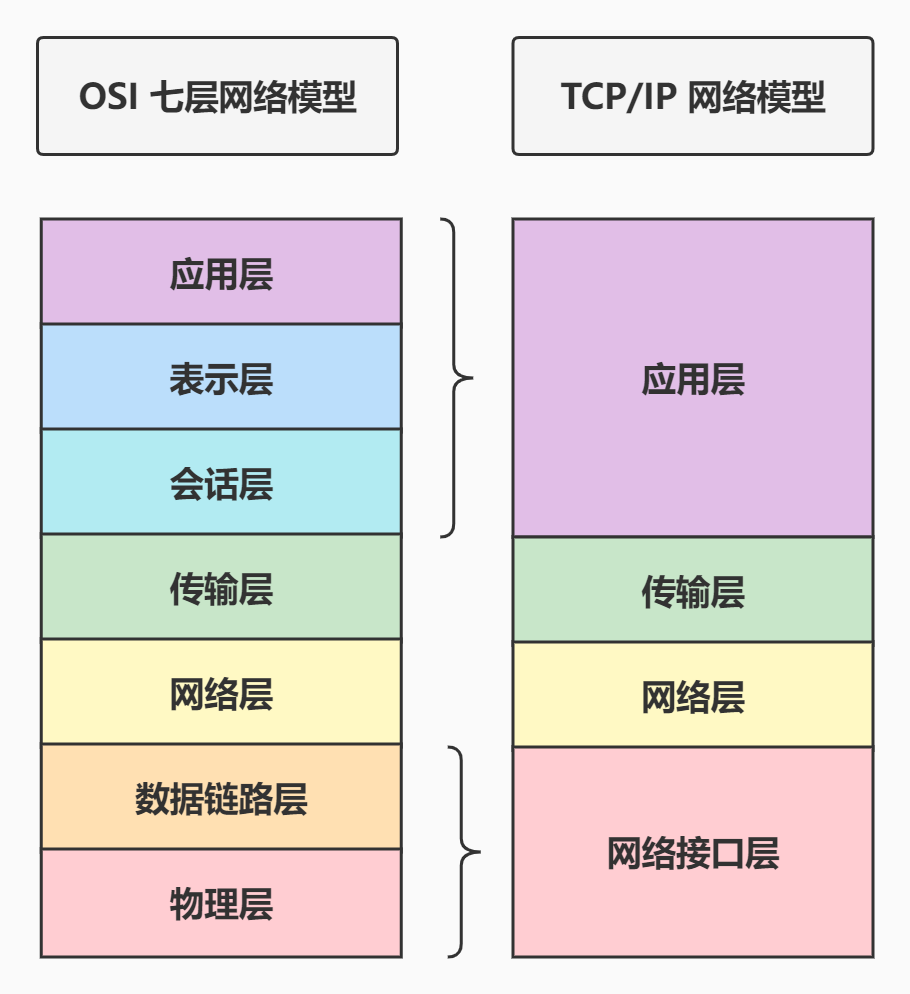 OSI 七层网络模型
TCP/IP 网络模型
应用层
表示层
会话层
传输层
网络层
数据链路层
物理层
应用层
传输层
网络层
网络接口层